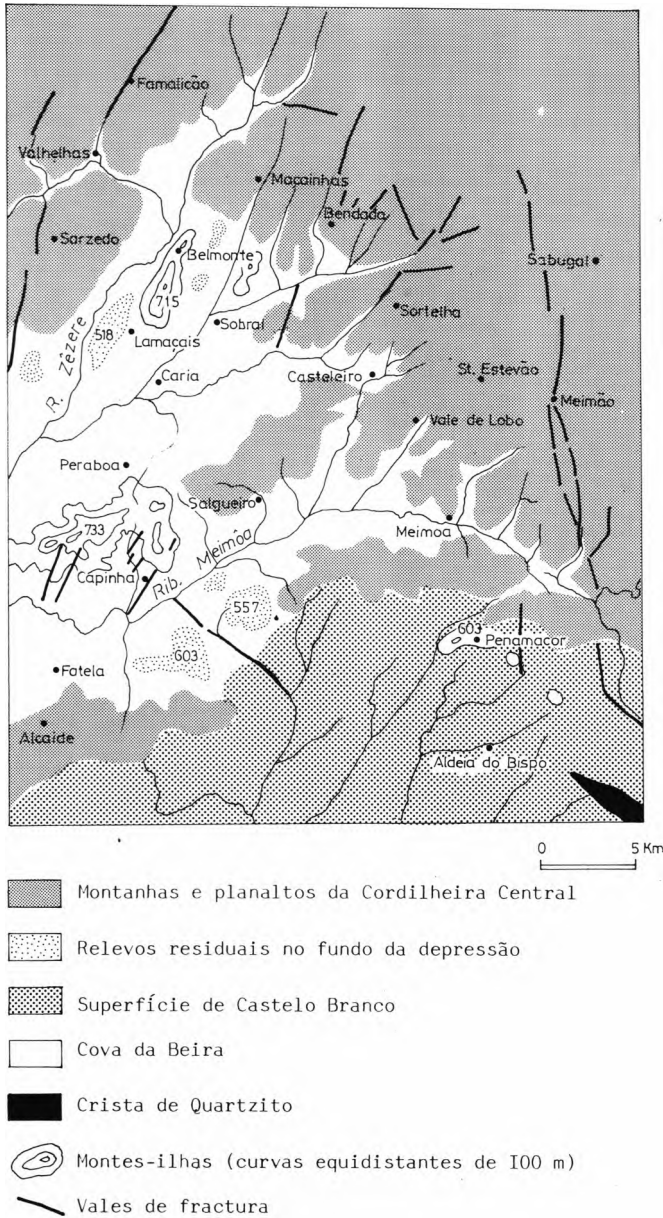 Famalicão
Valhelhas
Maçainhas
Bendada
Sarzedo
Belmonte
Sabugal
715
518
Sobral
Sortelha
Lamaçais
R. Zêzere
Caria
Casteleiro
St. Estevão
Meimão
Vale de Lobo
Peraboa
Salgueiro
733
Meimoa
Rib. Meimôa
Capinha
557
603
Penamacor
603
Fatela
Alcaide
Aldeia do Bispo
0 5 Km
Montanhas e planaltos da Cordilheira Central
Relevos residuais no fundo da depressão
Superfície de Castelo Branco
Cova da Beira
Crista de Quartzito
Montes-ilhas (curvas equidistantes de I00 m)
Vales de fractura